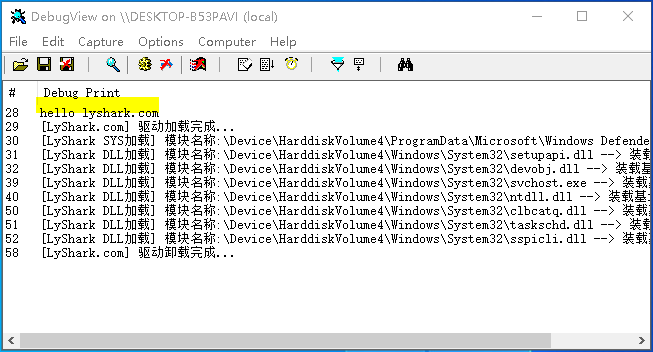 DebugView on \\DESKTOP-B53PAVI (local)
File Edit Capture Options Computer Help
# Debug Print
28 hello lyshark.com
29 [LyShark.com] 驱动加载完成...
30 [LyShark SYS加载] 模块名称:\Device\HarddiskVolume4\ProgramData\Microsoft\Windows Defende
31 [LyShark DLL加载] 模块名称:\Device\HarddiskVolume4\Windows\System32\setupapi.dll --> 装载
32 [LyShark DLL加载] 模块名称:\Device\HarddiskVolume4\Windows\System32\devobj.dll --> 装载基
39 [LyShark DLL加载] 模块名称:\Device\HarddiskVolume4\Windows\System32\svchost.exe --> 装载
40 [LyShark DLL加载] 模块名称:\Device\HarddiskVolume4\Windows\System32\ntdll.dll --> 装载基
50 [LyShark DLL加载] 模块名称:\Device\HarddiskVolume4\Windows\System32\clbcatq.dll --> 装载
51 [LyShark DLL加载] 模块名称:\Device\HarddiskVolume4\Windows\System32\taskschd.dll --> 装载
52 [LyShark DLL加载] 模块名称:\Device\HarddiskVolume4\Windows\System32\sspicli.dll --> 装载
58 [LyShark.com] 驱动卸载完成...